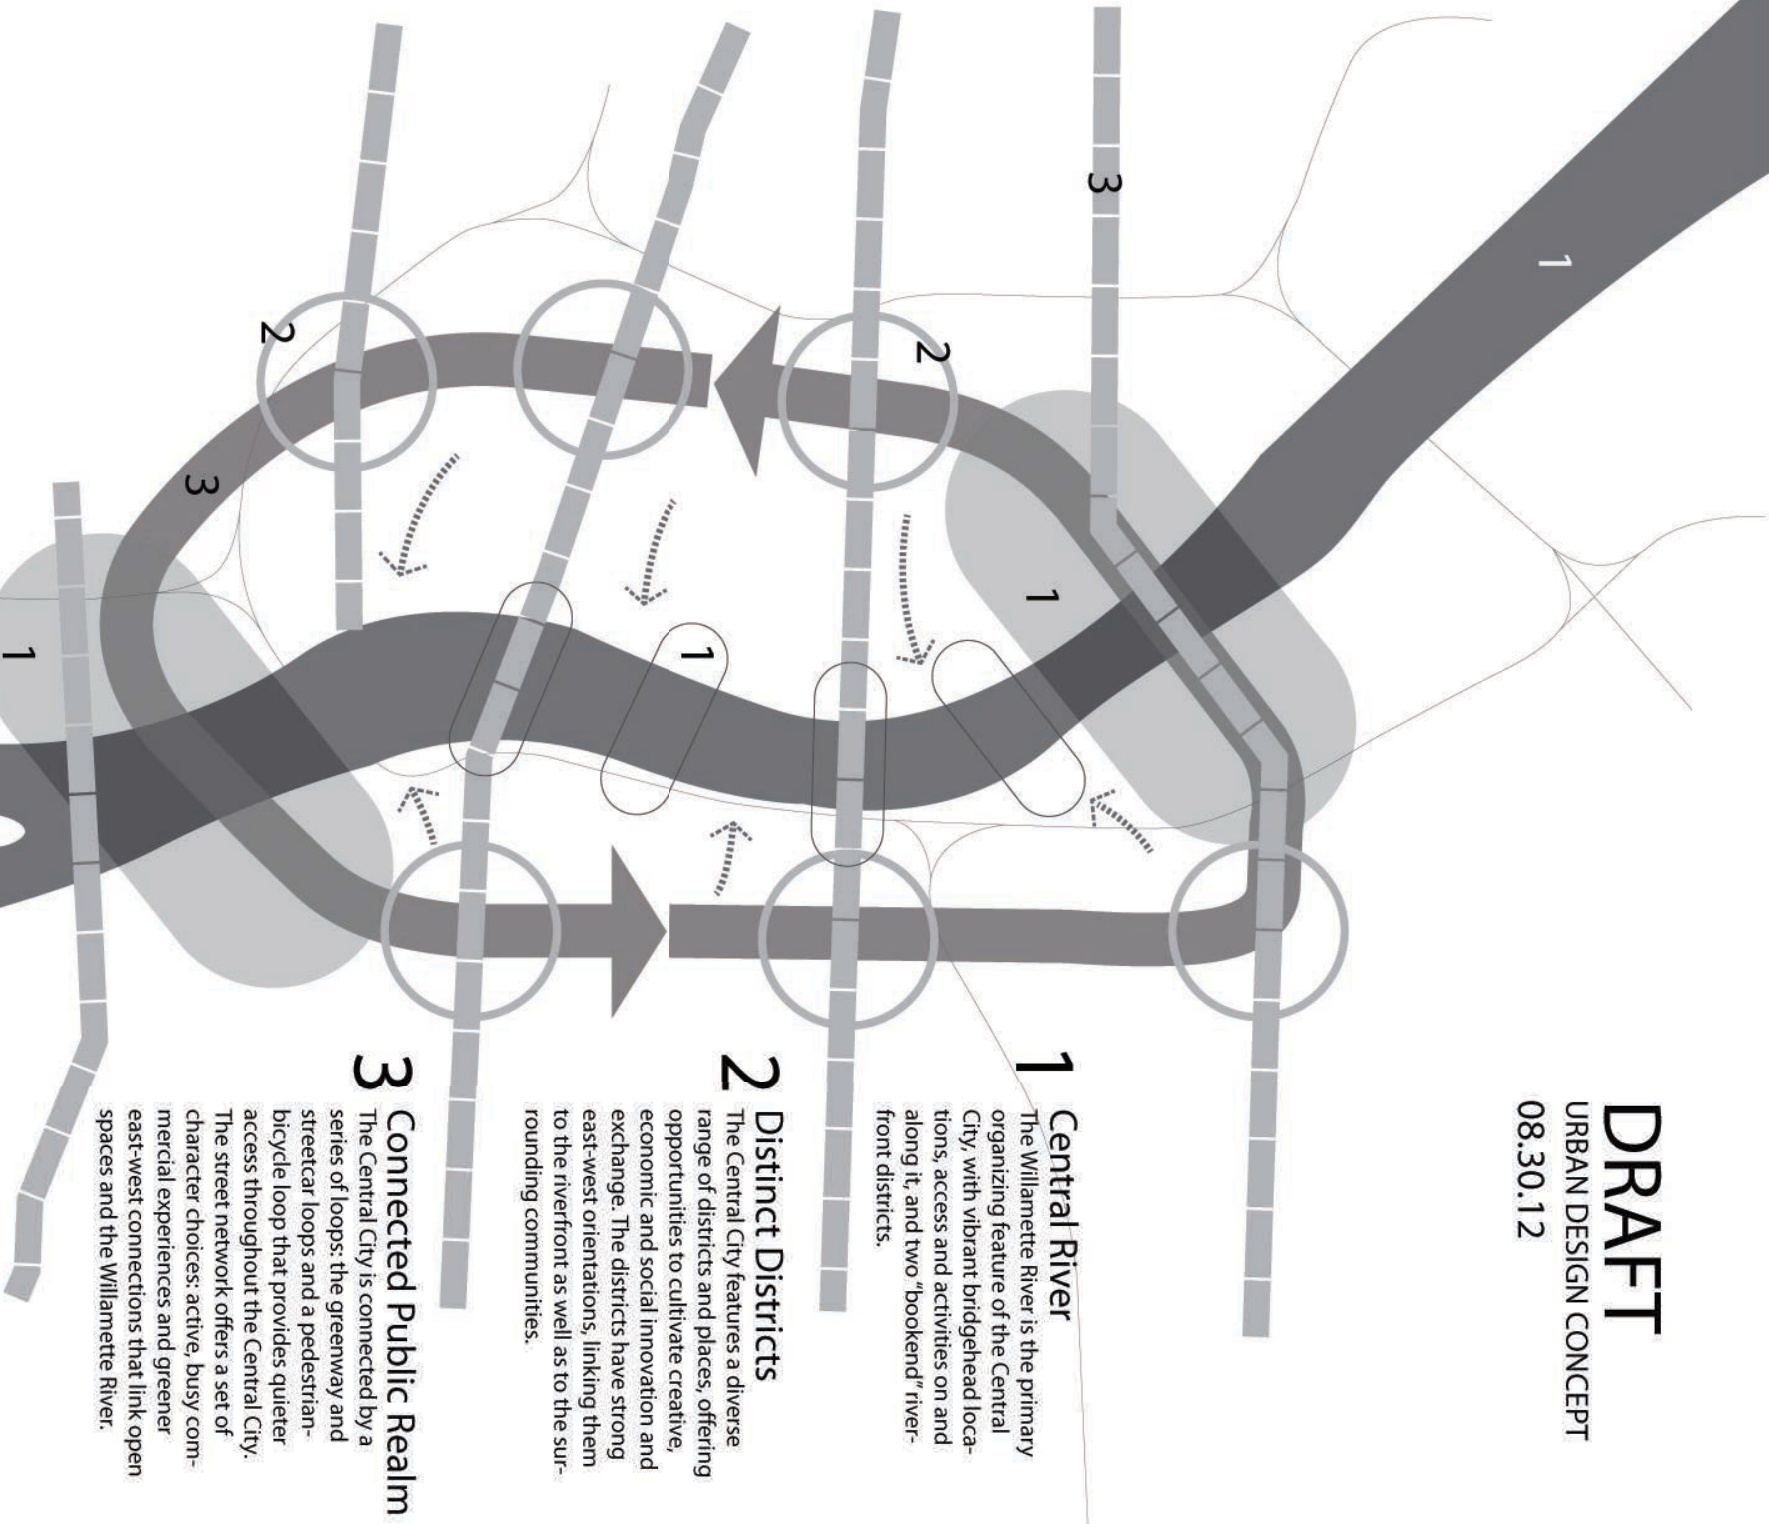 DRAFT
URBAN DESIGN CONCEPT
08.30.12
1
3
2
2
3
1
1
1
1 Central River
The Willamette River is the primary
organizing feature of the Central
City, with vibrant bridgehead loca-
tions, access and activities on and
along it, and two "bookend" river-
front districts.
2 Distinct Districts
The Central City features a diverse
range of districts and places, offering
opportunities to cultivate creative,
economic and social innovation and
exchange. The districts have strong
east-west orientations, linking them
to the riverfront as well as to the sur-
rounding communities.
3 Connected Public Realm
The Central City is connected by a
series of loops: the greenway and
streetcar loops and a pedestrian-
bicycle loop that provides quieter
access throughout the Central City.
The street network offers a set of
character choices: active, busy com-
mercial experiences and greener
east-west connections that link open
spaces and the Willamette River.